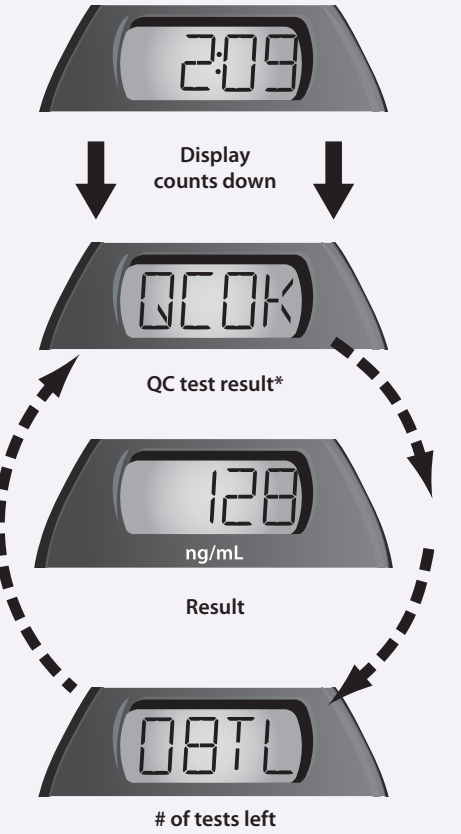 2:09
Display
counts down
QCOK
QC test result*
128
ng/mL
Result
08TL
# of tests left